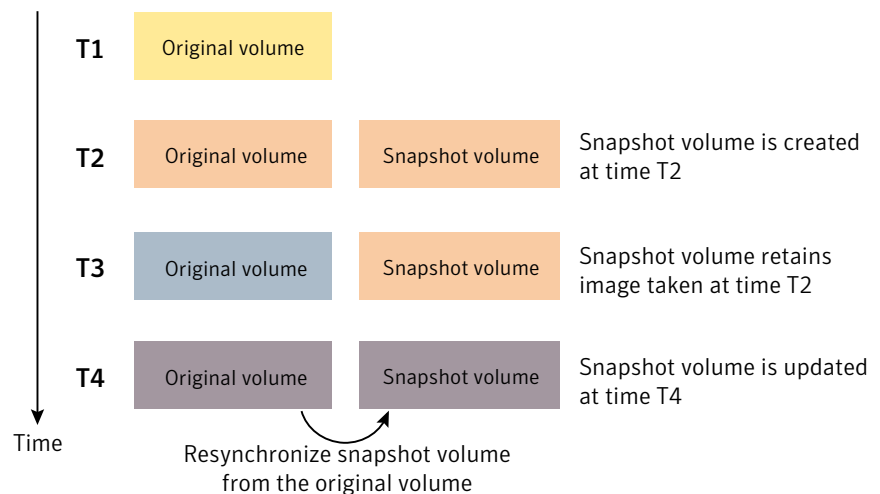 T1
Original volume
T2
Original volume
Snapshot volume
Snapshot volume is created
at time T2
T3
Original volume
Snapshot volume
Snapshot volume retains
image taken at time T2
T4
Original volume
Snapshot volume
Snapshot volume is updated
at time T4
Time
Resynchronize snapshot volume
from the original volume